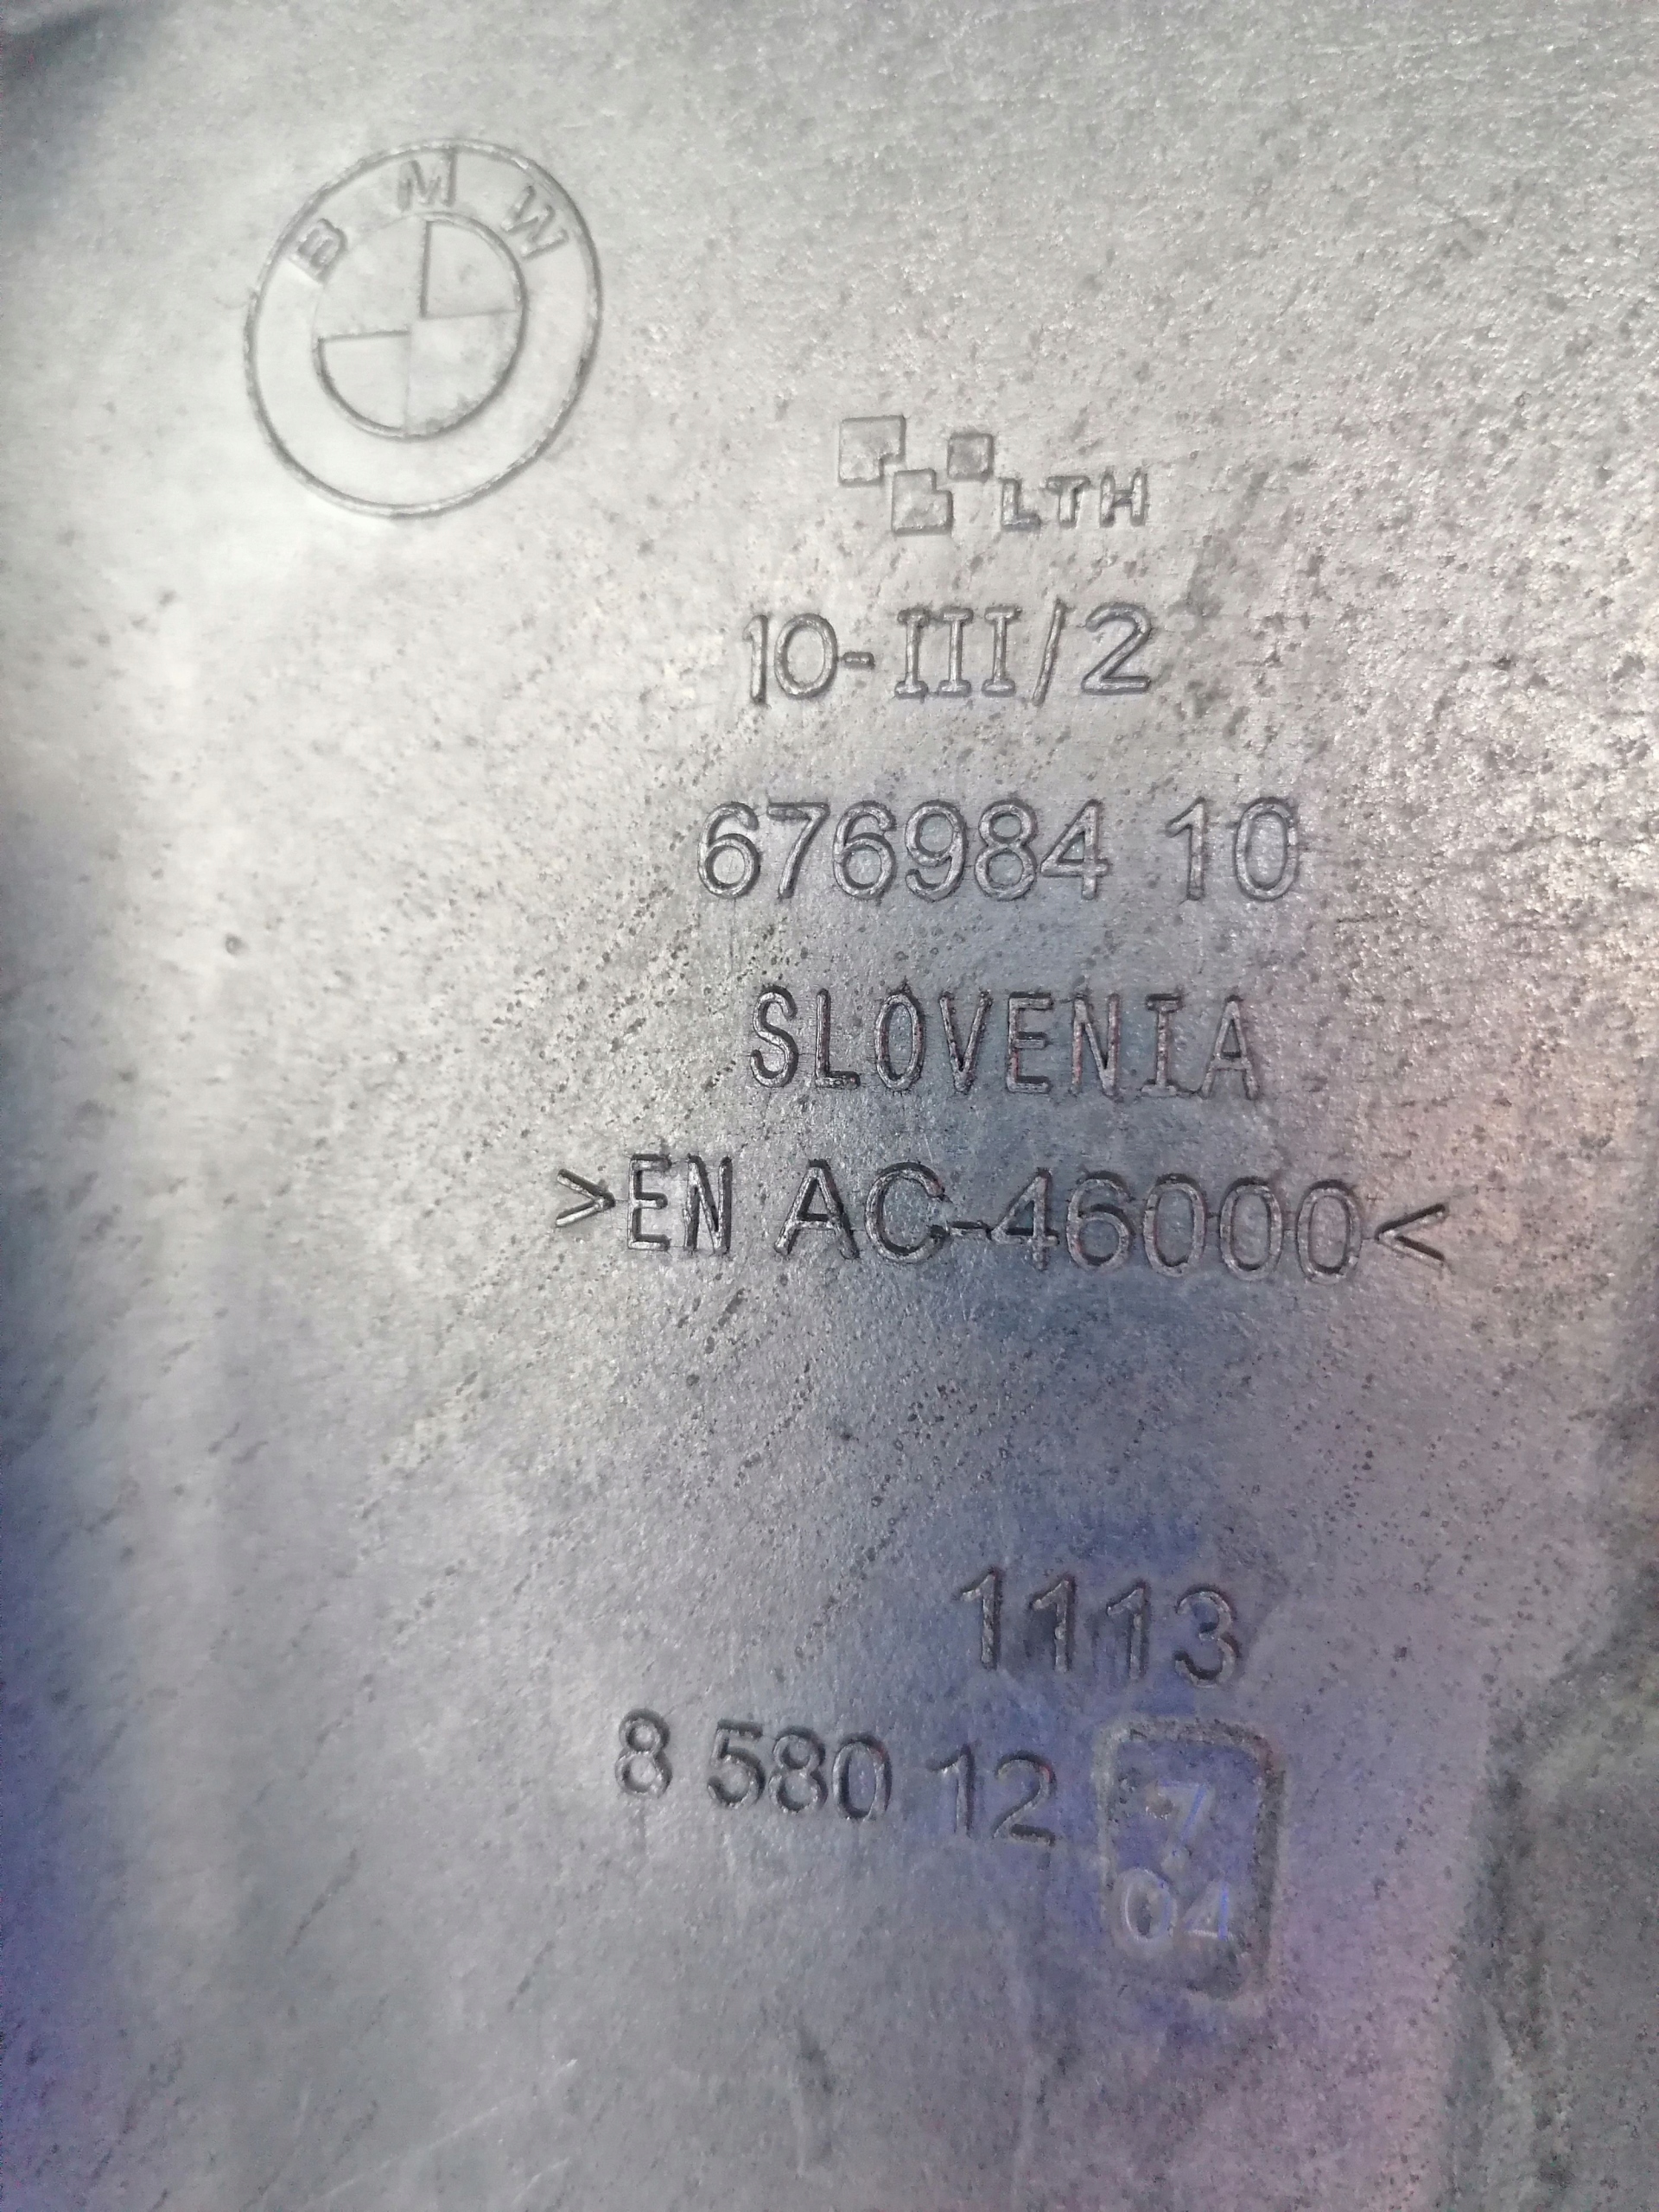 BMW
LTH
10-III/2
676984 10
SLOVENIA
>EN AC-46000<
1113
8 580 12
7
04